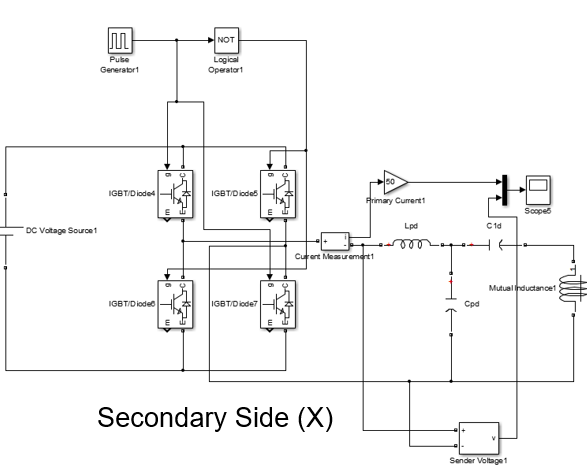 NOT
Pulse
Generator1
Logical
Operator1
g
C
m
E
IGBT/Diode4
g
C
m
E
IGBT/Diode5
50
Primary Current1
Scope5
DC Voltage Source1
+
i
-
Current Measurement1
Lpd
C1d
Mutual Inductance1
1
g
C
m
E
IGBT/Diode6
g
C
m
E
IGBT/Diode7
Cpd
Secondary Side (X)
+
-
v
Sender Voltage1